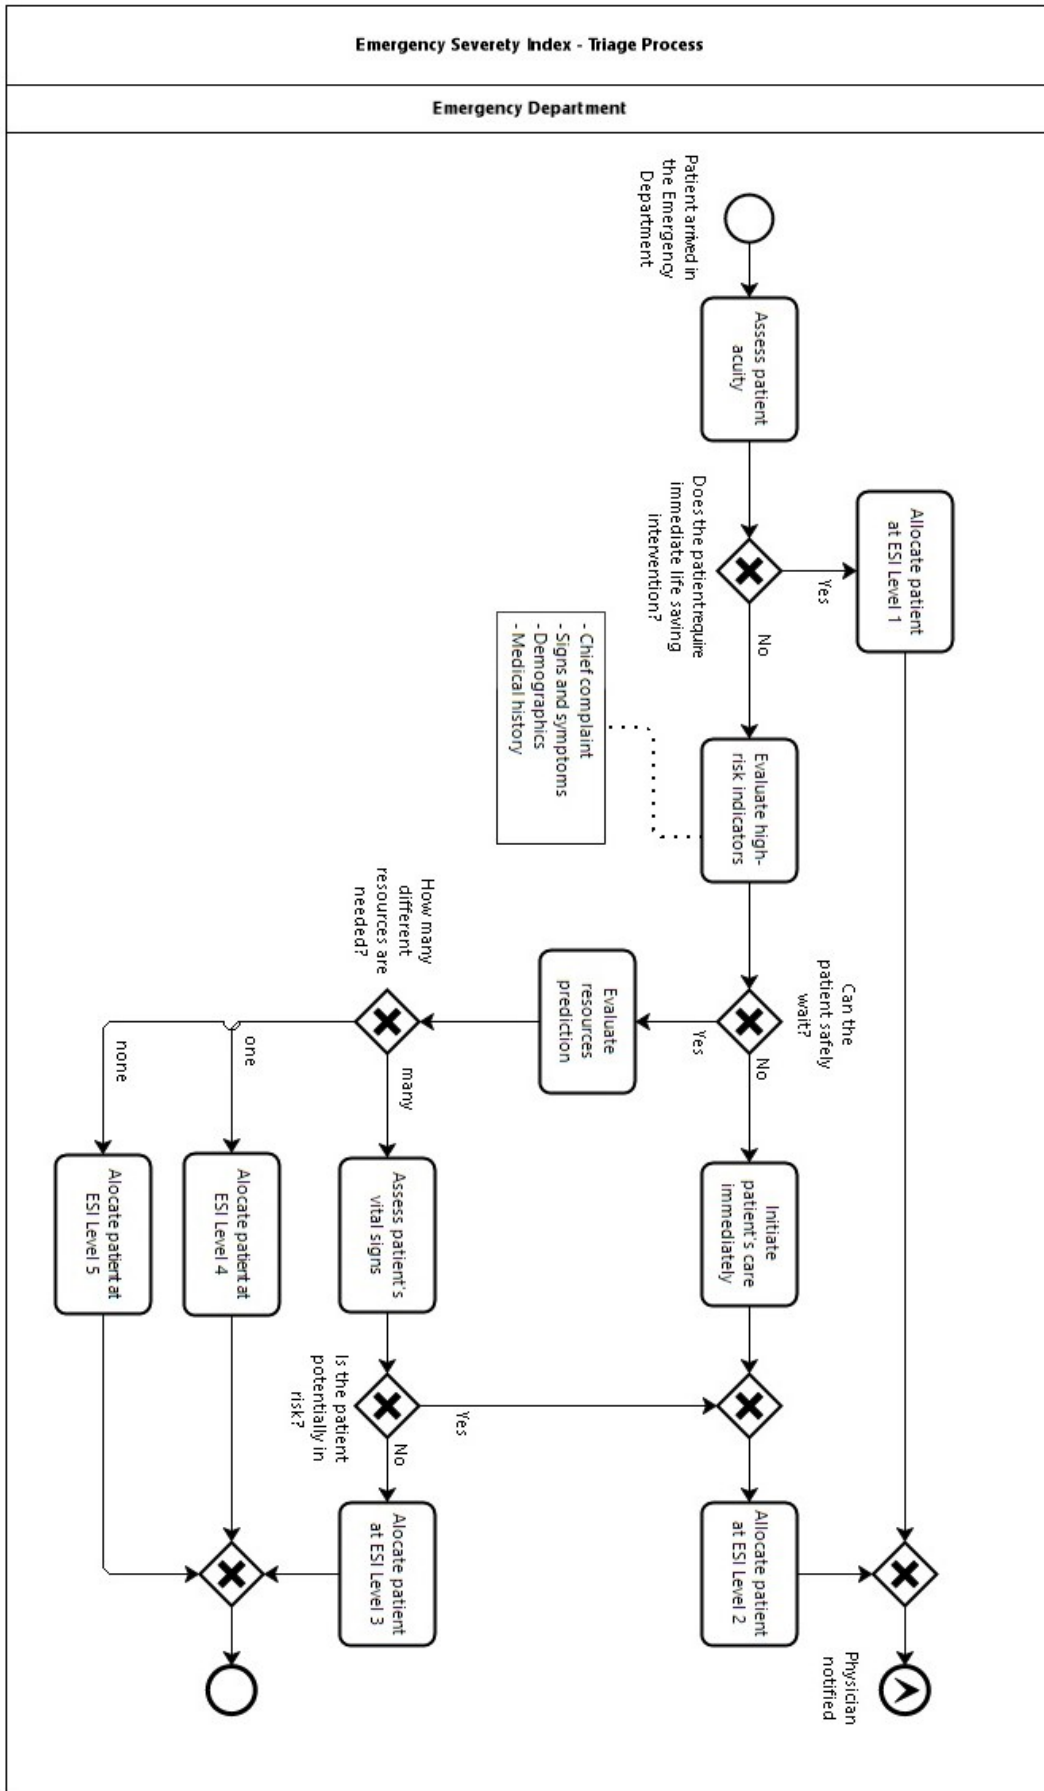 Emergency Severety Index - Triage Process
Emergency Department
Patient arrived in
the Emergency
Department
Assess patient
acuity
Does the patient require
immediate life saving
intervention?
Yes
Allocate patient
at ESI Level 1
No
Evaluate high-
risk indicators
- Chief complaint
- Signs and symptoms
- Demographics
- Medical history
Can the
patient safely
wait?
No
Yes
Initiate
patient's care
immediately
Allocate patient
at ESI Level 2
Physician
notified
Evaluate
resources
prediction
How many
different
resources are
needed?
many
one
none
Assess patient's
vital signs
Is the patient
potentially in
risk?
Yes
No
Alocate patient
at ESI Level 3
Alocate patient at
ESI Level 4
Alocate patient at
ESI Level 5